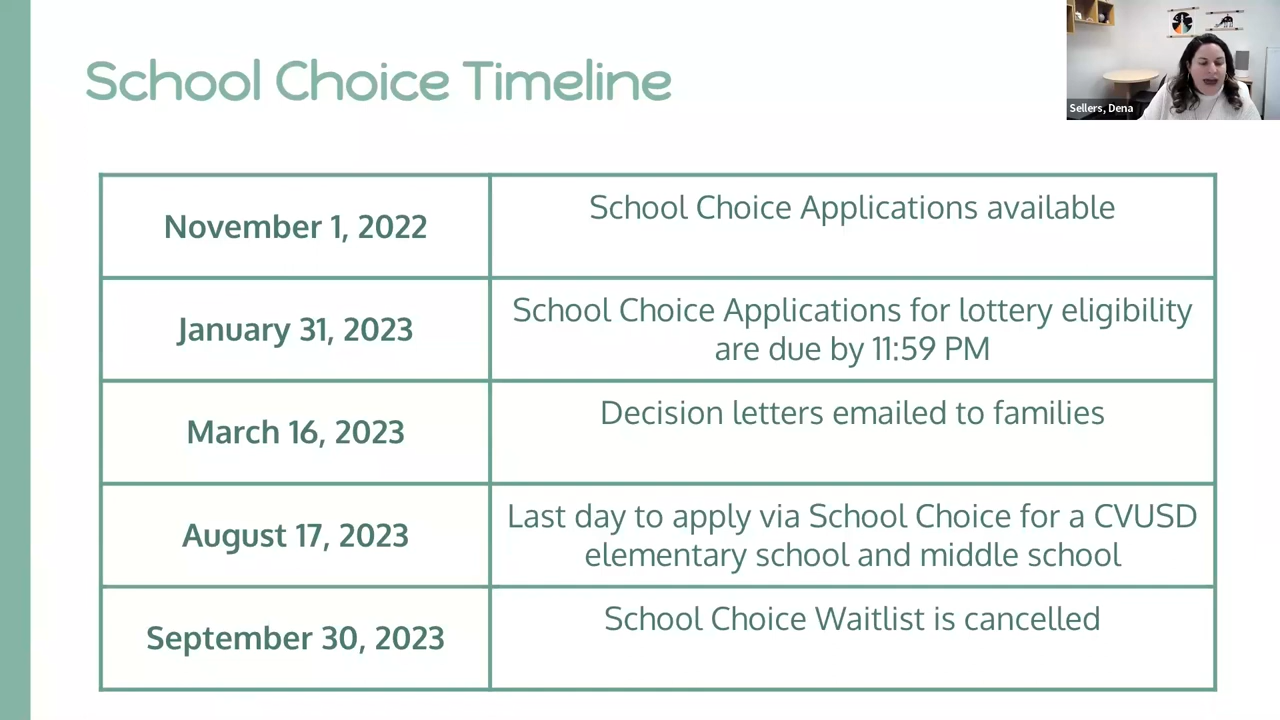 School Choice Timeline
Sellers, Dena
November 1, 2022
School Choice Applications available
January 31, 2023
School Choice Applications for lottery eligibility
are due by 11:59 PM
March 16, 2023
Decision letters emailed to families
August 17, 2023
Last day to apply via School Choice for a CVUSD
elementary school and middle school
September 30, 2023
School Choice Waitlist is cancelled